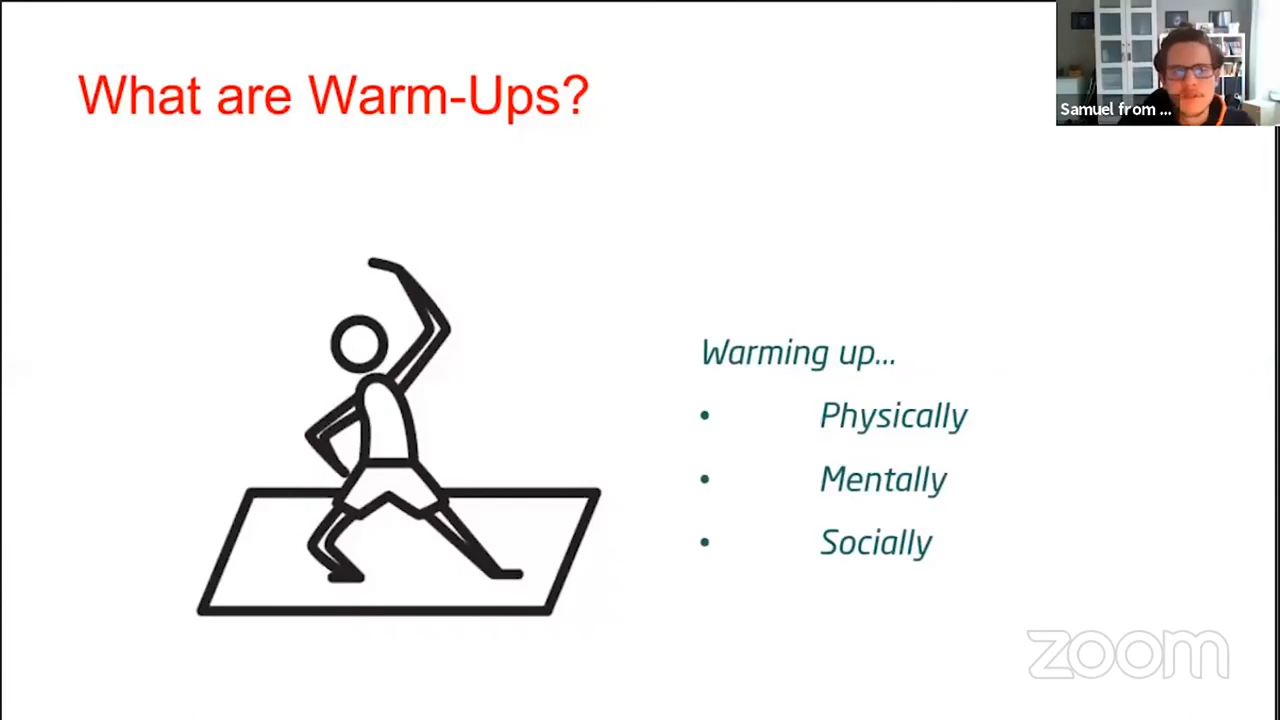 What are Warm-Ups?
Samuel from ...
Warming up...
• Physically
• Mentally
• Socially
zoom